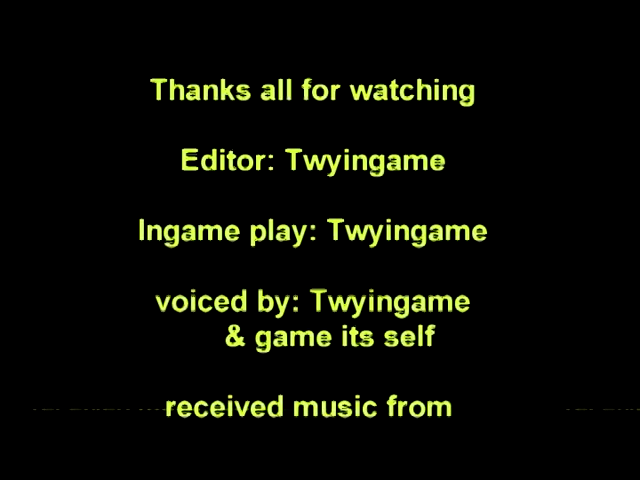 Thanks all for watching
Editor: Twyingame
Ingame play: Twyingame
voiced by: Twyingame
& game its self
received music from